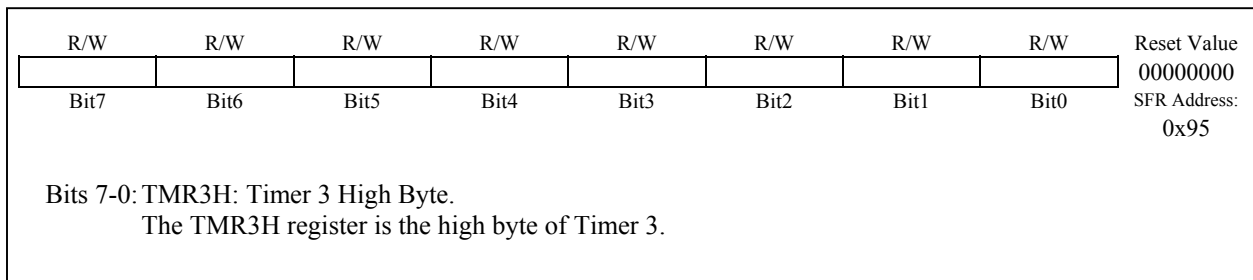 R/W R/W R/W R/W R/W R/W R/W R/W Reset Value
00000000
Bit7 Bit6 Bit5 Bit4 Bit3 Bit2 Bit1 Bit0 SFR Address:
0x95
Bits 7-0: TMR3H: Timer 3 High Byte.
The TMR3H register is the high byte of Timer 3.